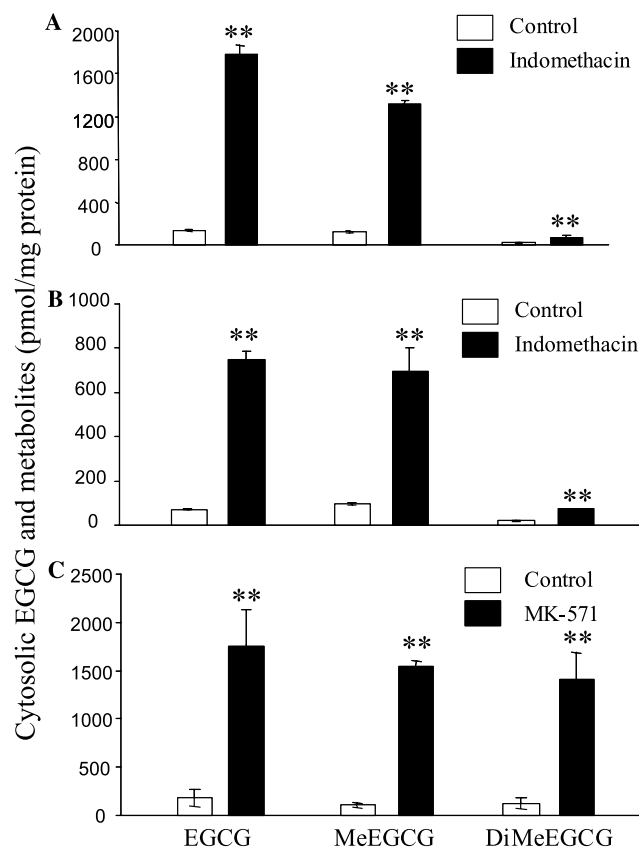 Cytosolic EGCG and metabolites (pmol/mg protein)
A
2000
1600
1200
800
400
0
**
**
**
Control
Indomethacin
B
1000
800
600
400
200
0
**
**
**
Control
Indomethacin
C
2500
2000
1500
1000
500
0
**
**
**
Control
MK-571
EGCG MeEGCG DiMeEGCG